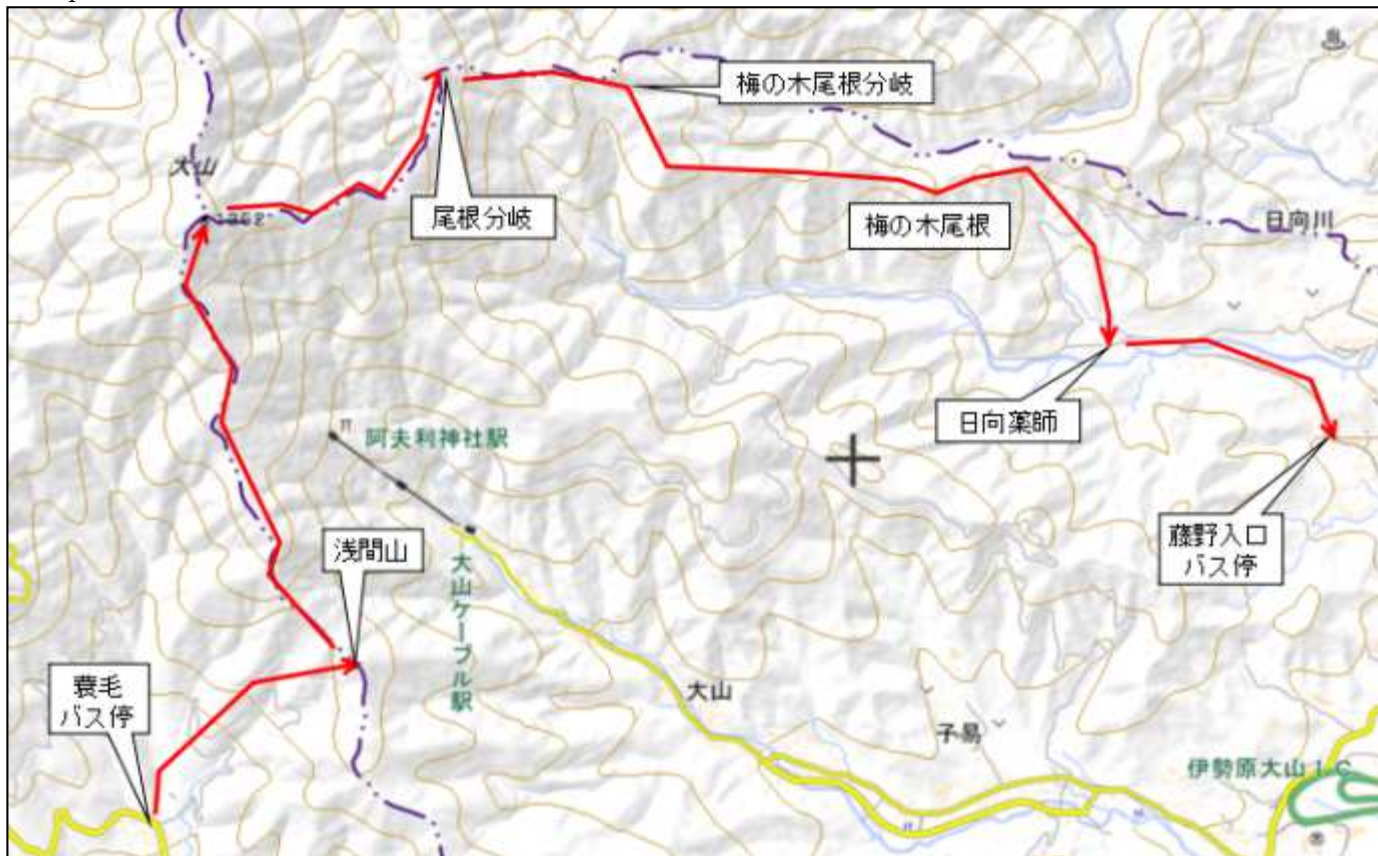 梅の木尾根分岐
大山
1252
尾根分岐
梅の木尾根
日向川
阿夫利神社駅
日向薬師
浅間山
大山ケーブル駅
藤野入口
バス停
蓑毛
バス停
大山
子易
伊勢原大山IC